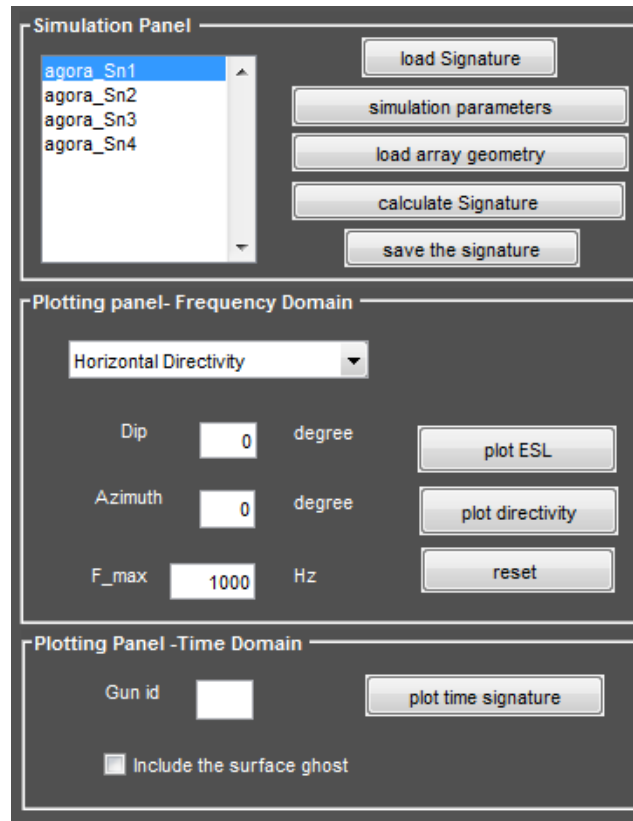 Simulation Panel
agora_Sn1
agora_Sn2
agora_Sn3
agora_Sn4
load Signature
simulation parameters
load array geometry
calculate Signature
save the signature
Plotting panel- Frequency Domain
Horizontal Directivity
Dip 0 degree
plot ESL
Azimuth 0 degree
plot directivity
F_max 1000 Hz
reset
Plotting Panel -Time Domain
Gun id
plot time signature
Include the surface ghost